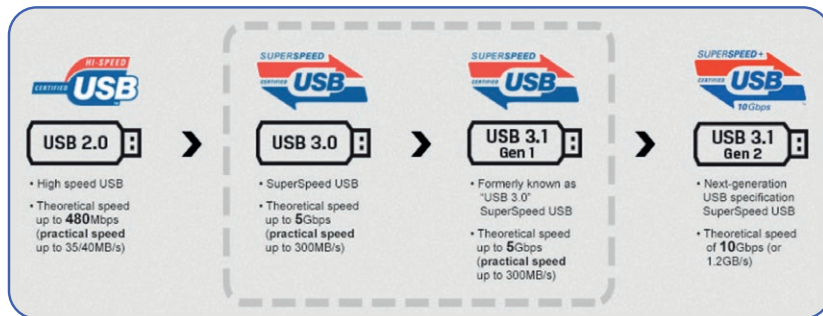 HI-SPEED
CERTIFIED USB
USB 2.0
• High speed USB
• Theoretical speed
up to 480Mbps
(practical speed
up to 35/40MB/s)
SUPERSPEED
CERTIFIED USB
USB 3.0
• SuperSpeed USB
• Theoretical speed
up to 5Gbps
(practical speed
up to 300MB/s)
SUPERSPEED
CERTIFIED USB
USB 3.1
Gen 1
• Formerly known as
"USB 3.0"
SuperSpeed USB
• Theoretical speed
up to 5Gbps
(practical speed
up to 300MB/s)
SUPERSPEED+
CERTIFIED USB
10Gbps
USB 3.1
Gen 2
• Next-generation
USB specification
SuperSpeed USB
• Theoretical speed
of 10Gbps (or
1.2GB/s)